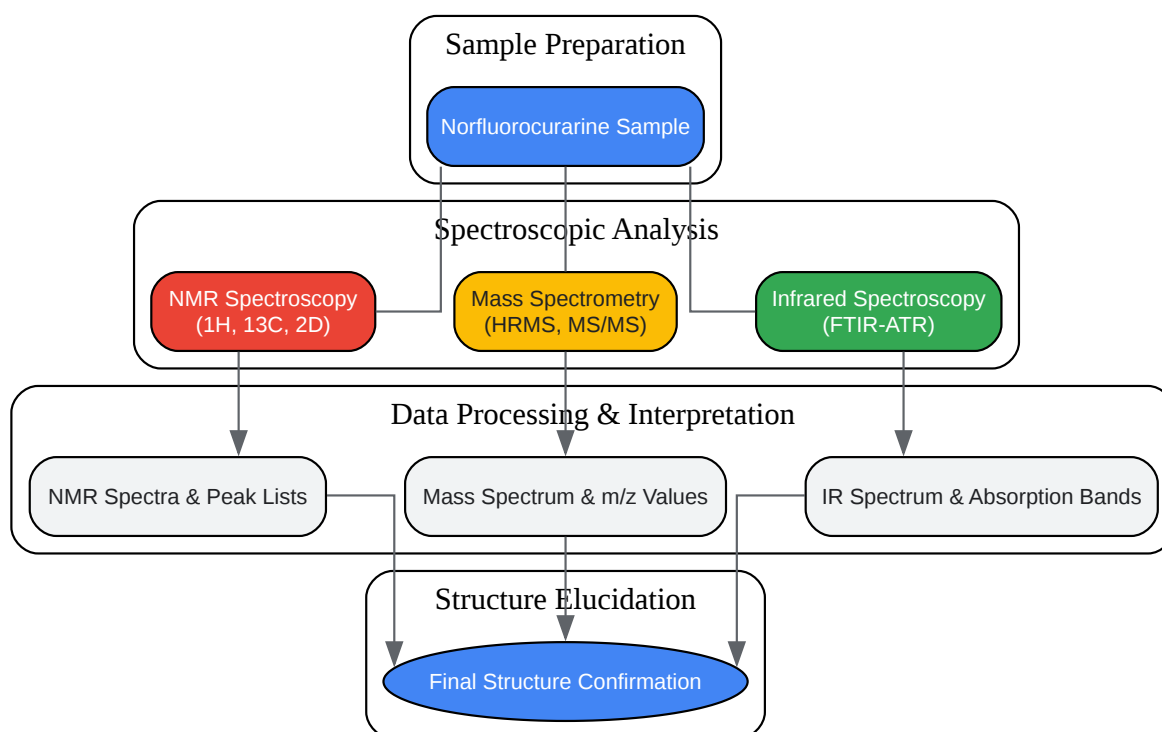 Sample Preparation
Norfluorocurarine Sample
Spectroscopic Analysis
NMR Spectroscopy
(1H, 13C, 2D)
Mass Spectrometry
(HRMS, MS/MS)
Infrared Spectroscopy
(FTIR-ATR)
Data Processing & Interpretation
NMR Spectra & Peak Lists
Mass Spectrum & m/z Values
IR Spectrum & Absorption Bands
Structure Elucidation
Final Structure Confirmation